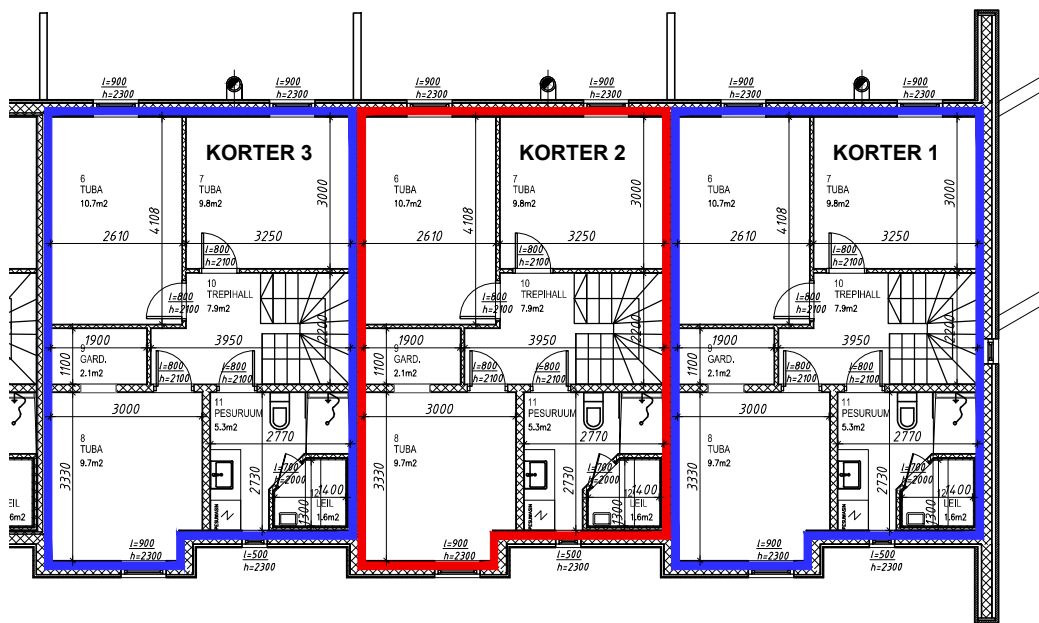 l=900
h=2300
l=900
h=2300
l=900
h=2300
l=900
h=2300
l=900
h=2300
l=900
h=2300
KORTER 3
KORTER 2
KORTER 1
6
TUBA
10.7m2
7
TUBA
9.8m2
4108
3000
2610
3250
l=800
h=2100
10
TREPIHALL
7.9m2
l=800
h=2100
2200
1900
3950
1100
9
GARD.
2.1m2
l=800
h=2100
l=800
h=2100
3000
11
PESURUUM
5.3m2
2770
8
TUBA
9.7m2
3330
2730
l=700
h=2000
12
LEIL
1.6m2
1400
1300
PESUMASIN
l=900
h=2300
l=500
h=2300
6
TUBA
10.7m2
7
TUBA
9.8m2
4108
3000
2610
3250
l=800
h=2100
10
TREPIHALL
7.9m2
l=800
h=2100
2200
1900
3950
1100
9
GARD.
2.1m2
l=800
h=2100
l=800
h=2100
3000
11
PESURUUM
5.3m2
2770
8
TUBA
9.7m2
3330
2730
l=700
h=2000
12
LEIL
1.6m2
1400
1300
PESUMASIN
l=900
h=2300
l=500
h=2300
6
TUBA
10.7m2
7
TUBA
9.8m2
4108
3000
2610
3250
l=800
h=2100
10
TREPIHALL
7.9m2
l=800
h=2100
2200
1900
3950
1100
9
GARD.
2.1m2
l=800
h=2100
l=800
h=2100
3000
11
PESURUUM
5.3m2
2770
8
TUBA
9.7m2
3330
2730
l=700
h=2000
12
LEIL
1.6m2
1400
1300
PESUMASIN
l=900
h=2300
l=500
h=2300